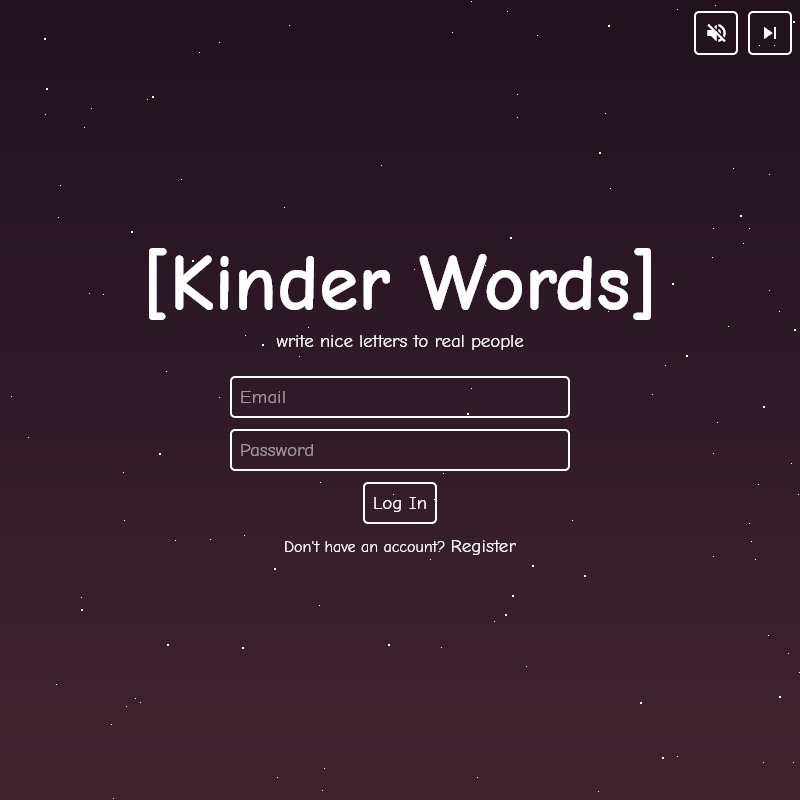 [Kinder Words]
write nice letters to real people
Email
Password
Log In
Don't have an account? Register